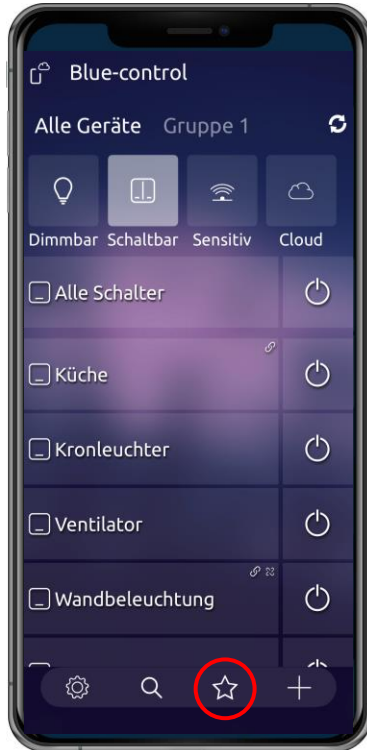 Blue-control
Alle Geräte Gruppe 1
Dimmbar Schaltbar Sensitiv Cloud
Alle Schalter
Küche
Kronleuchter
Ventilator
Wandbeleuchtung